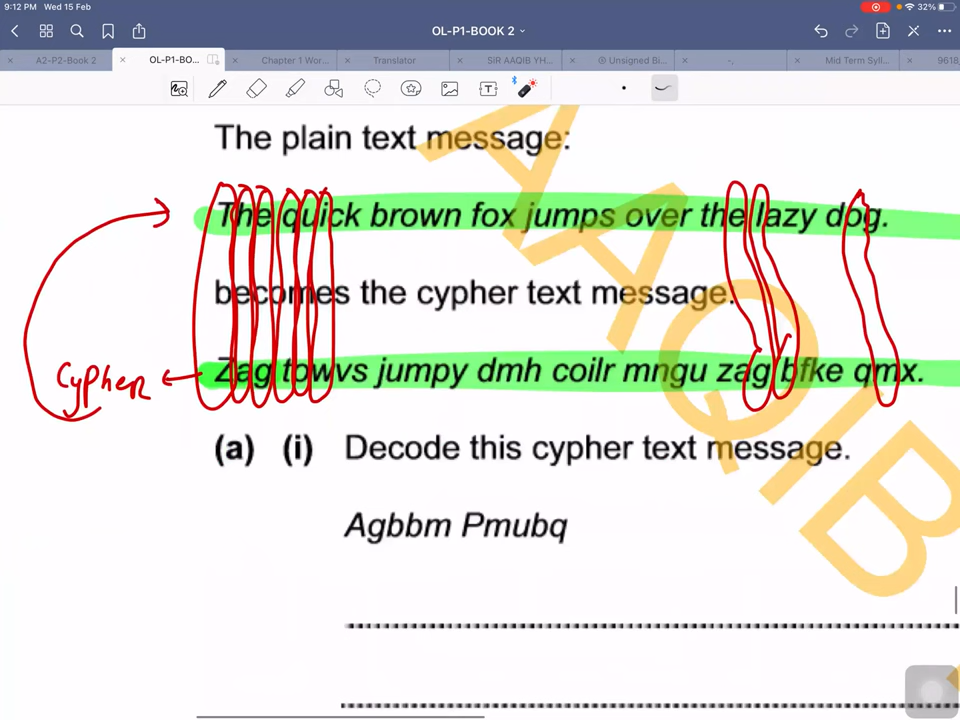 9:12 PM Wed 15 Feb
32%
OL-P1-BOOK 2
A2-P2-Book 2
OL-P1-BO...
Chapter 1 Wor...
Translator
SIR AAQIB YH...
Unsigned Bi...
Mid Term Syll...
9618
The plain text message:
The quick brown fox jumps over the lazy dog.
becomes the cypher text message.
Zag towvs jumpy dmh coilr mngu zag bfke qmx.
Cypher
(a) (i) Decode this cypher text message.
Agbbm Pmubq
AAQIB